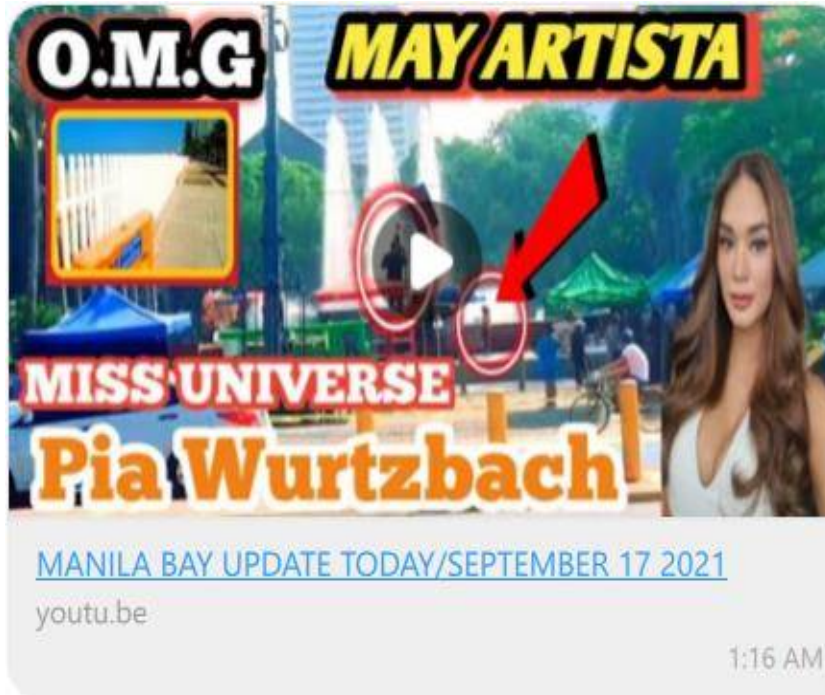 O.M.G
MAY ARTISTA
MISS UNIVERSE
Pia Wurtzbach
MANILA BAY UPDATE TODAY/SEPTEMBER 17 2021
youtu.be
1:16 AM